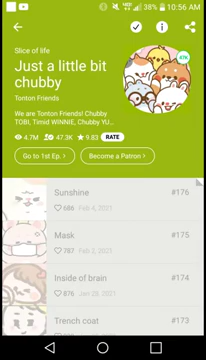 38% 10:56 AM
Slice of life
Just a little bit
chubby
Tonton Friends
We are Tonton Friends! Chubby
TOBI, Timid WINNIE, Chubby YU...
4.7M 47.3K 9.83 RATE
Go to 1st Ep. > Become a Patron >
Sunshine #176
686 Feb 4, 2021
Mask #175
787 Feb 2, 2021
Inside of brain #174
876 Jan 28, 2021
Trench coat #173